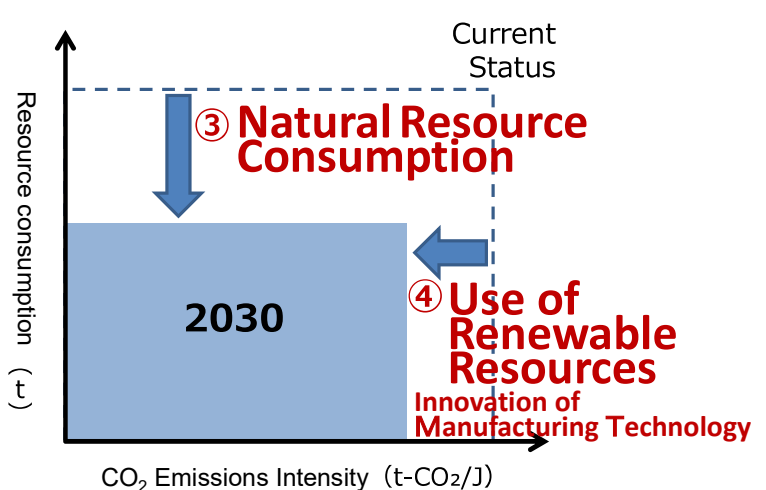 Current
Status
③ Natural Resource
Consumption
Resource consumption （t）
2030
④ Use of
Renewable
Resources
Innovation of
Manufacturing Technology
CO₂ Emissions Intensity（t-CO₂/J）